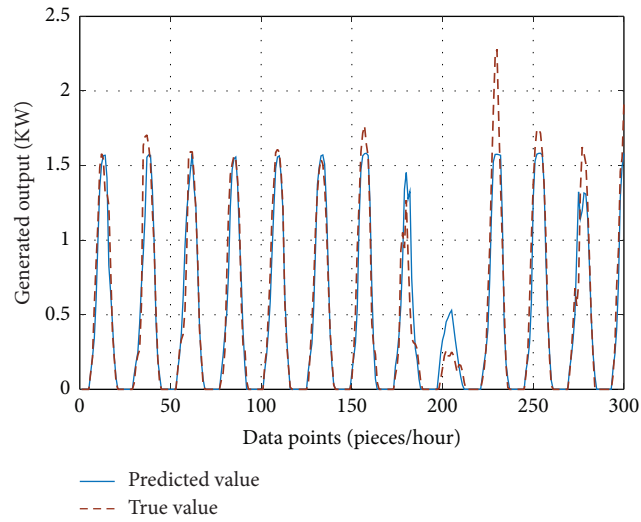 2.5
2
1.5
1
0.5
0
0 50 100 150 200 250 300
Generated output (KW)
Data points (pieces/hour)
Predicted value
True value